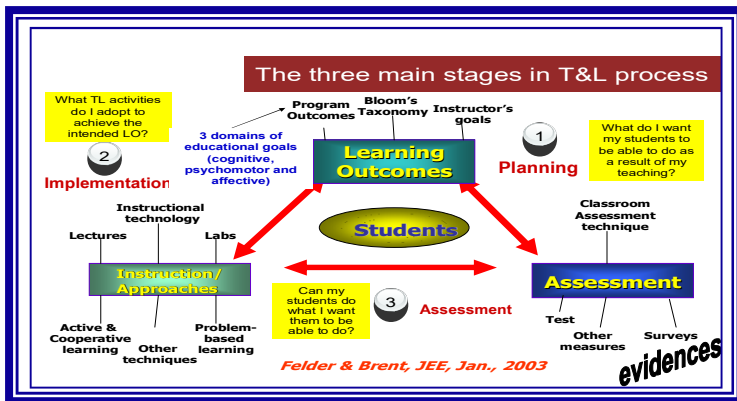 The three main stages in T&L process
What TL activities
do I adopt to
achieve the
intended LO?
2
Implementation
Program
Outcomes
Bloom's
Taxonomy
Instructor's
goals
3 domains of
educational goals
(cognitive,
psychomotor and
affective)
Learning
Outcomes
1
Planning
What do I want
my students to
be able to do as
a result of my
teaching?
Students
Instructional
technology
Lectures
Labs
Instruction/
Approaches
Active &
Cooperative
learning
Other
techniques
Problem-
based
learning
Can my
students do
what I want
them to be
able to do?
3
Assessment
Classroom
Assessment
technique
Assessment
Test
Other
measures
Surveys
evidences
Felder & Brent, JEE, Jan., 2003